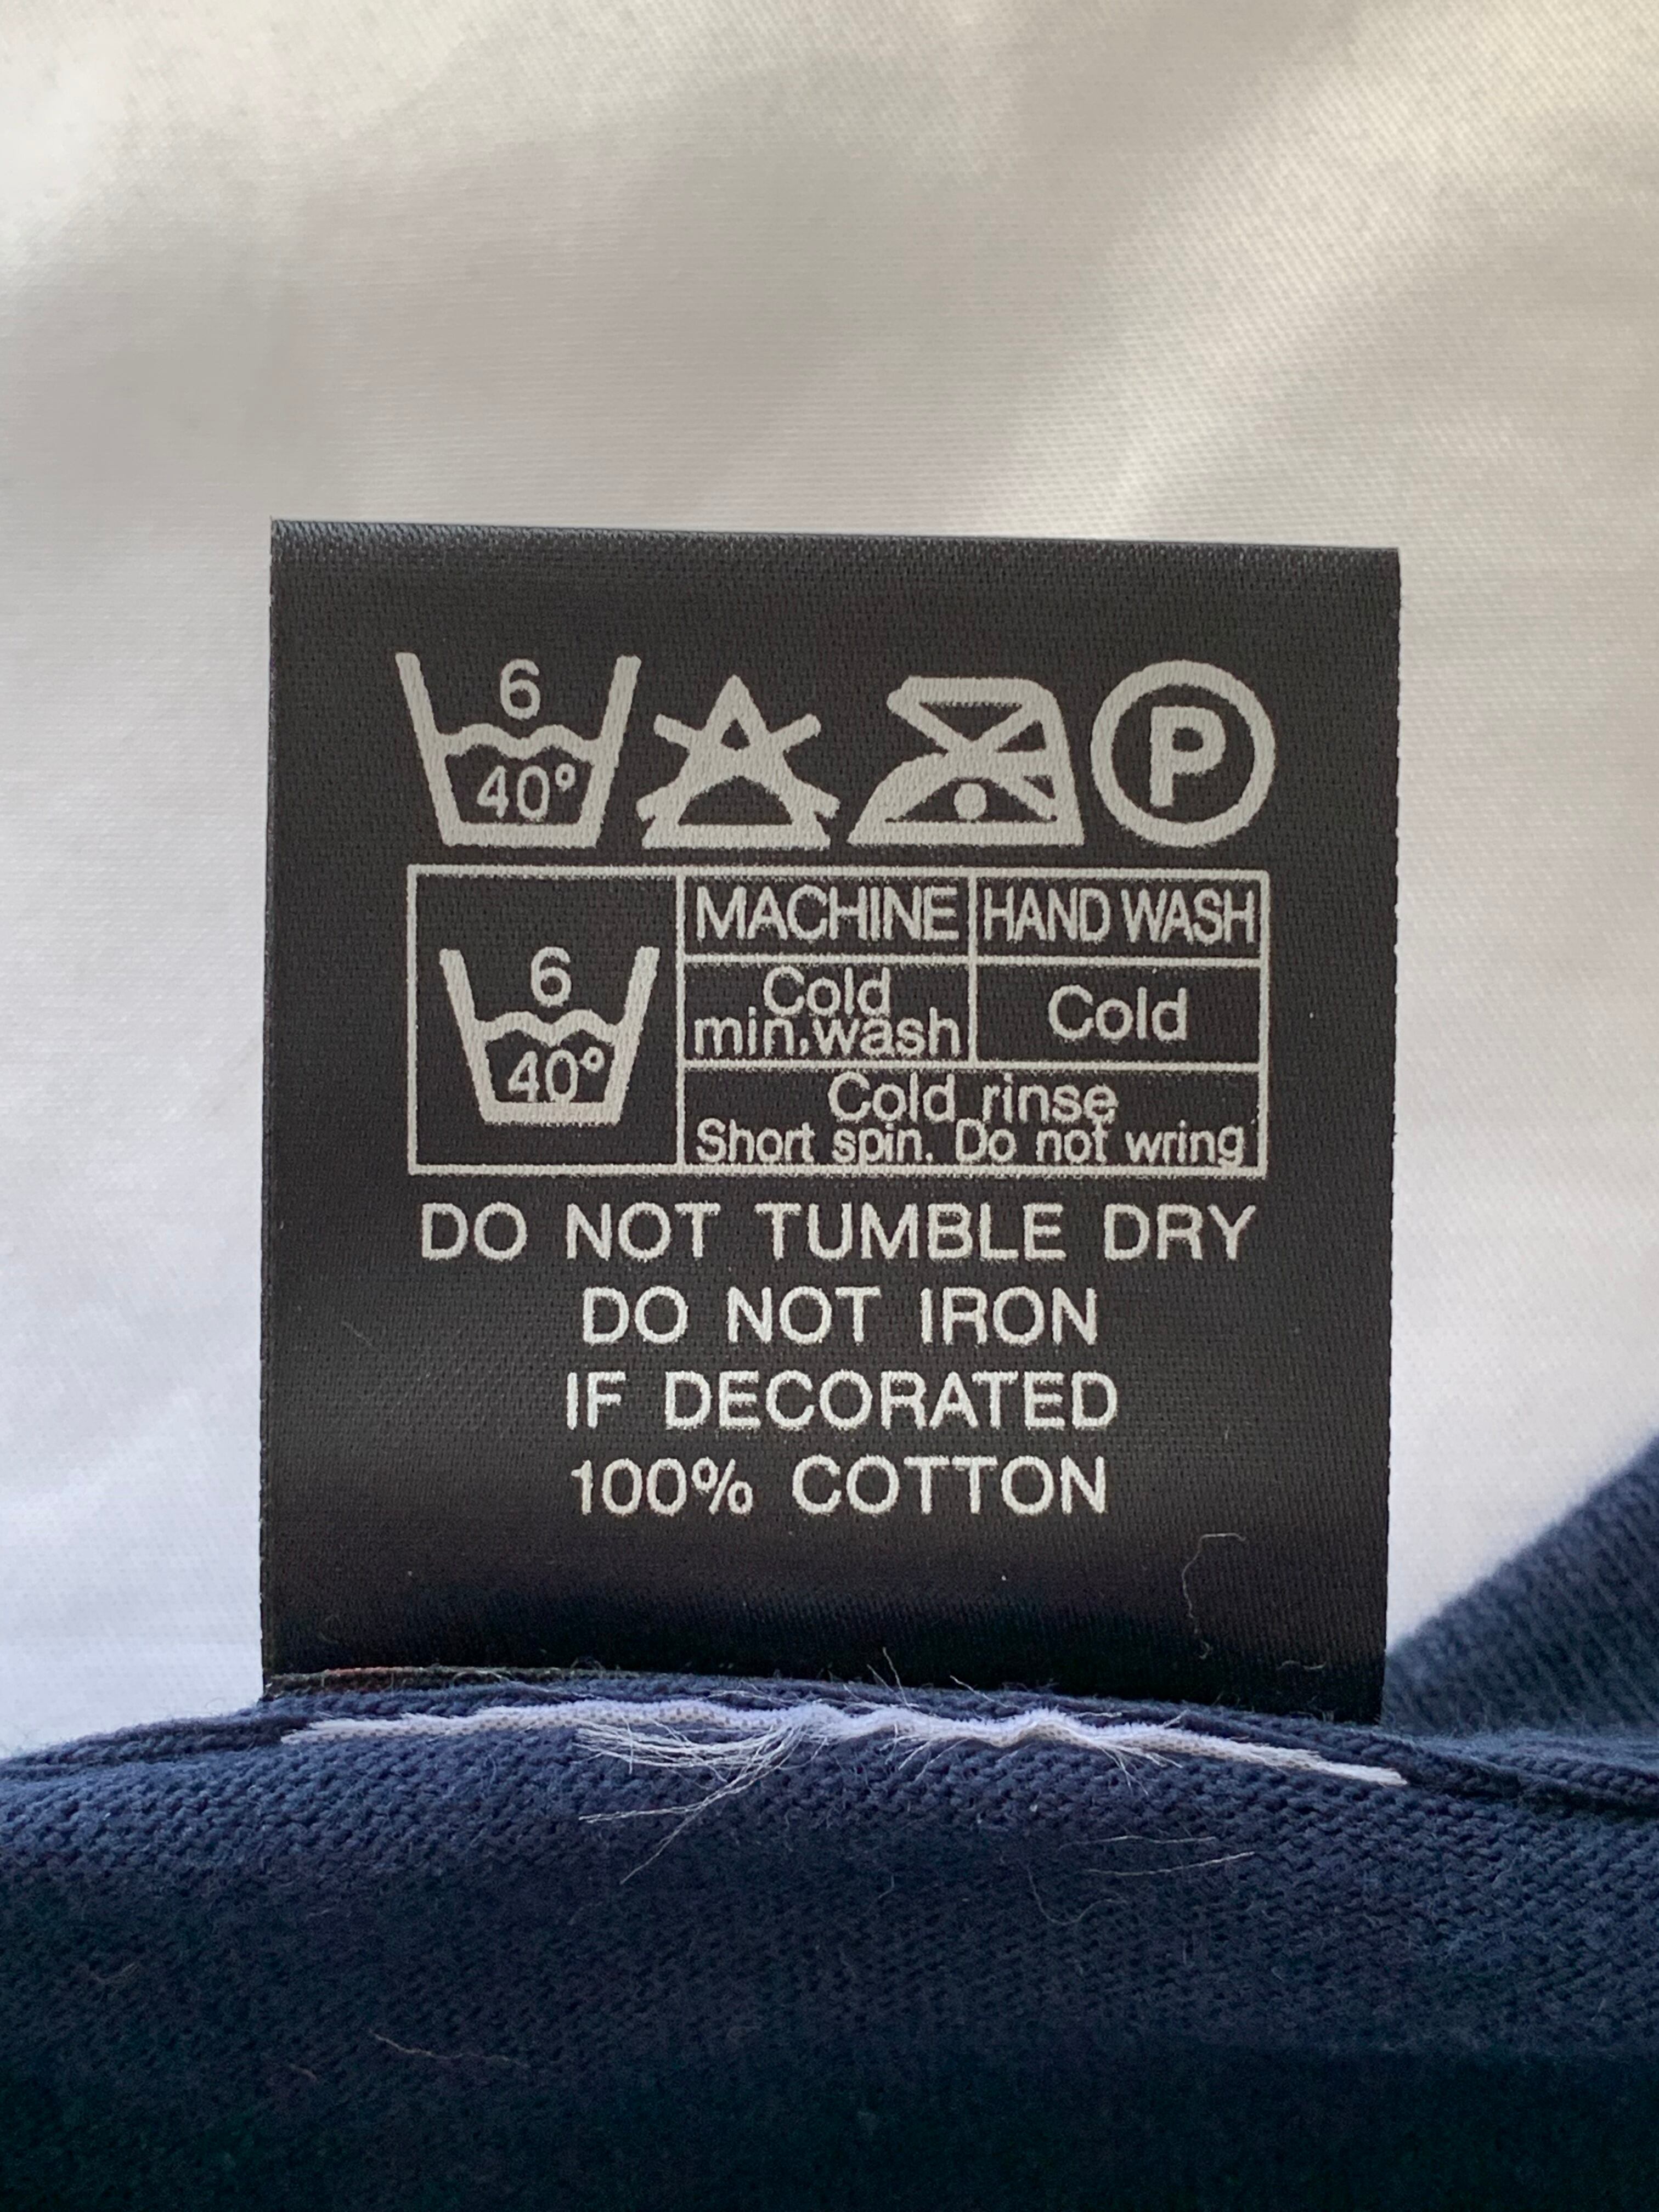 6
40°
P
6
40°
MACHINE HAND WASH
Cold
min.wash
Cold
Cold rinse
Short spin. Do not wring
DO NOT TUMBLE DRY
DO NOT IRON
IF DECORATED
100% COTTON